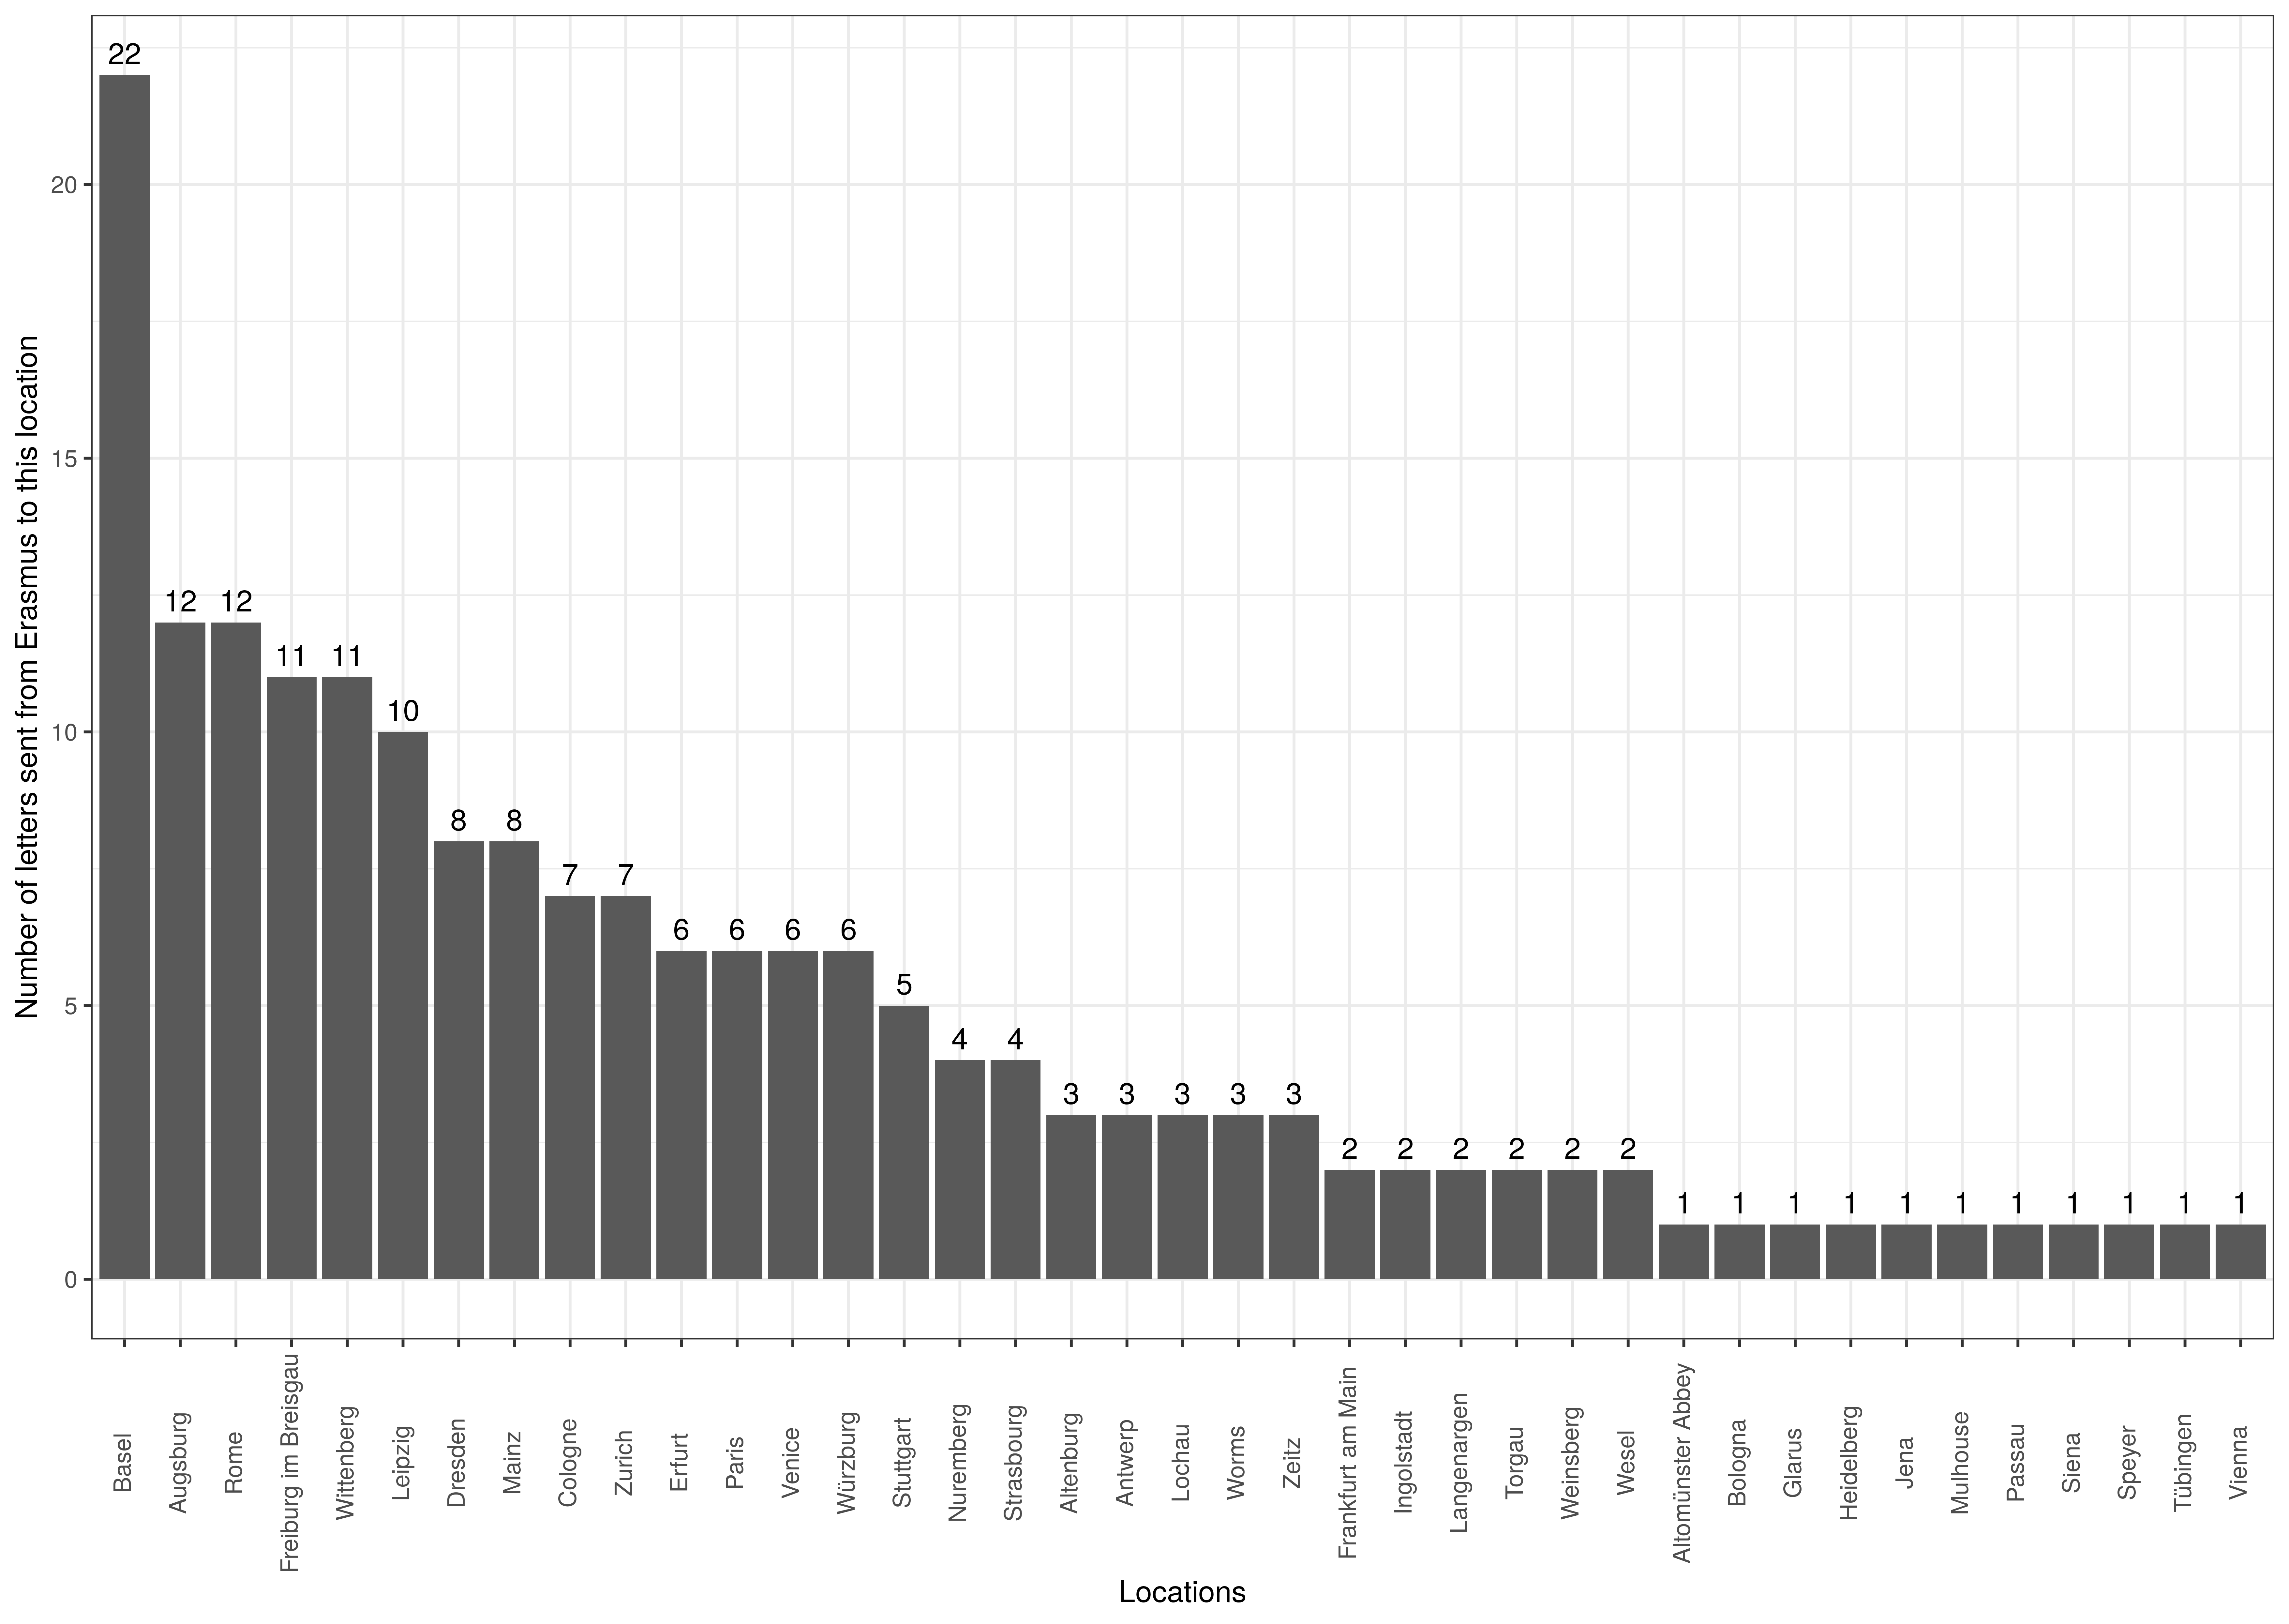 Number of letters sent from Erasmus to this location
20
15
10
5
0
22
12
12
11
11
10
8
8
7
7
6
6
6
6
5
4
4
3
3
3
3
3
2
2
2
2
2
2
1
1
1
1
1
1
1
1
1
1
1
Basel
Augsburg
Rome
Freiburg im Breisgau
Wittenberg
Leipzig
Dresden
Mainz
Cologne
Zurich
Erfurt
Paris
Venice
Würzburg
Stuttgart
Nuremberg
Strasbourg
Altenburg
Antwerp
Lochau
Worms
Zeitz
Frankfurt am Main
Ingolstadt
Langenargen
Torgau
Weinsberg
Wesel
Altomünster Abbey
Bologna
Glarus
Heidelberg
Jena
Mulhouse
Passau
Siena
Speyer
Tübingen
Vienna
Locations